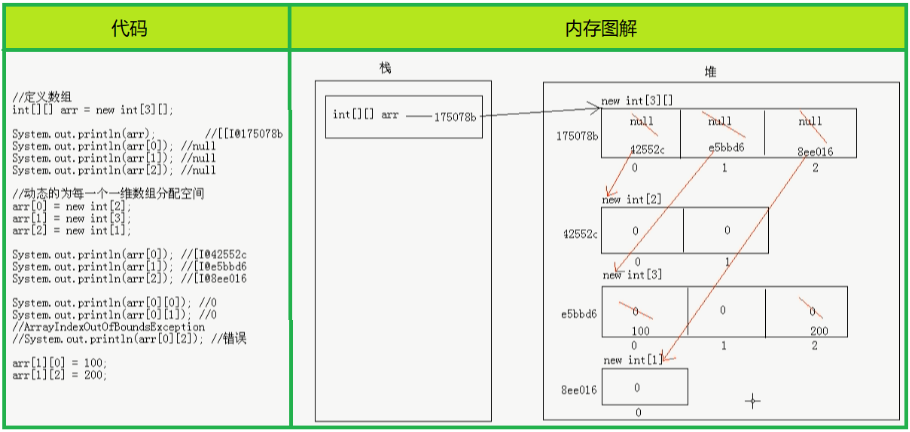 代码
内存图解
//定义数组
int[][] arr = new int[3][];
System.out.println(arr); //[[I@175078b
System.out.println(arr[0]); //null
System.out.println(arr[1]); //null
System.out.println(arr[2]); //null
//动态的为每一个一维数组分配空间
arr[0] = new int[2];
arr[1] = new int[3];
arr[2] = new int[1];
System.out.println(arr[0]); //[I@42552c
System.out.println(arr[1]); //[I@e5bbd6
System.out.println(arr[2]); //[I@8ee016
System.out.println(arr[0][0]); //0
System.out.println(arr[0][1]); //0
//ArrayIndexOutOfBoundsException
//System.out.println(arr[0][2]); //错误
arr[1][0] = 100;
arr[1][2] = 200;
栈
int[][] arr
175078b
堆
new int[3][]
null null null
175078b
42552c e5bbd6 8ee016
0 1 2
new int[2]
42552c 0 0
0 1
new int[3]
e5bbd6 0 0 0
100 200
0 1 2
new int[1]
8ee016 0
0